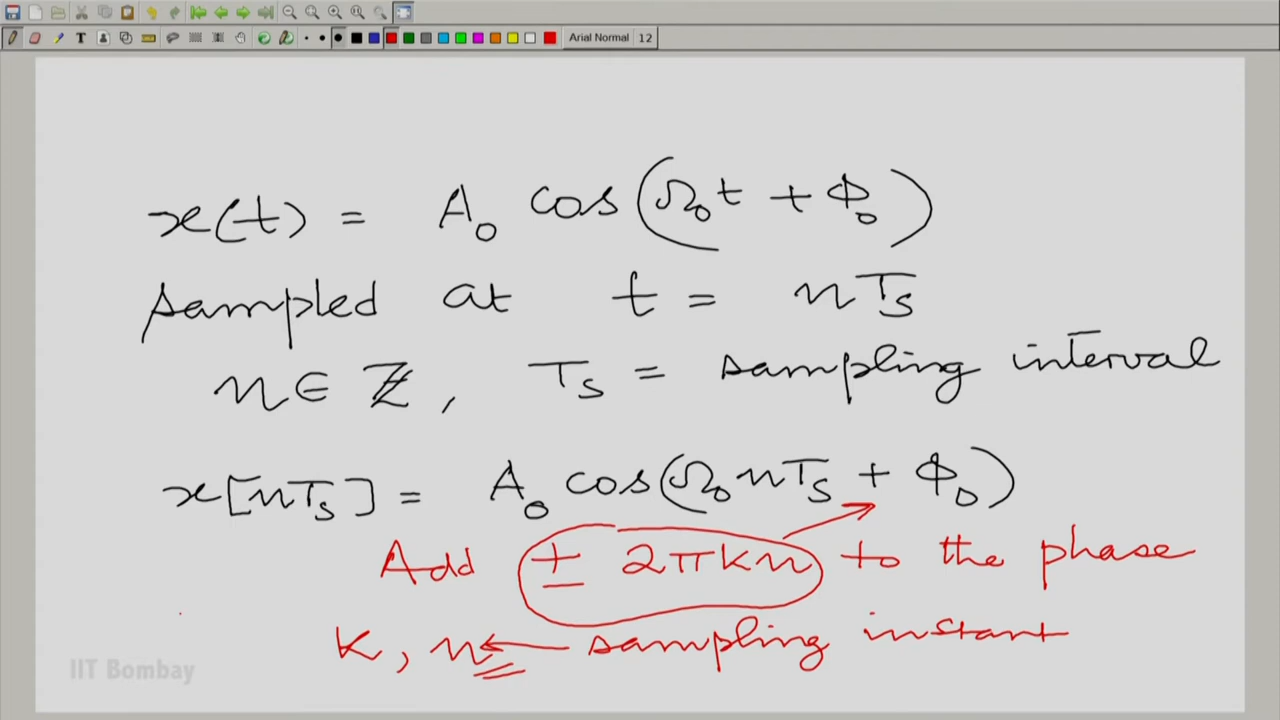 Arial Normal 12
x(t) = A₀ cos(Ω₀t + Φ₀)
sampled at t = nTₛ
n ∈ ℤ, Tₛ = sampling interval
x[nTₛ] = A₀ cos(Ω₀nTₛ + Φ₀)
Add ± 2πkn to the phase
K, n ← sampling instant
IIT Bombay